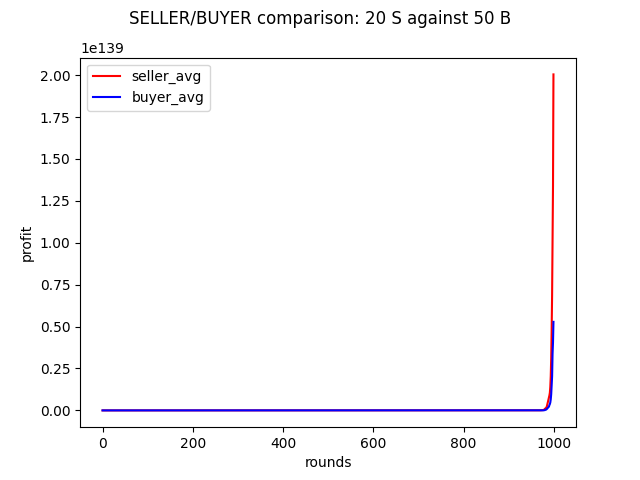 SELLER/BUYER comparison: 20 S against 50 B
1e139
seller_avg
buyer_avg
2.00
1.75
1.50
1.25
1.00
0.75
0.50
0.25
0.00
profit
0 200 400 600 800 1000
rounds